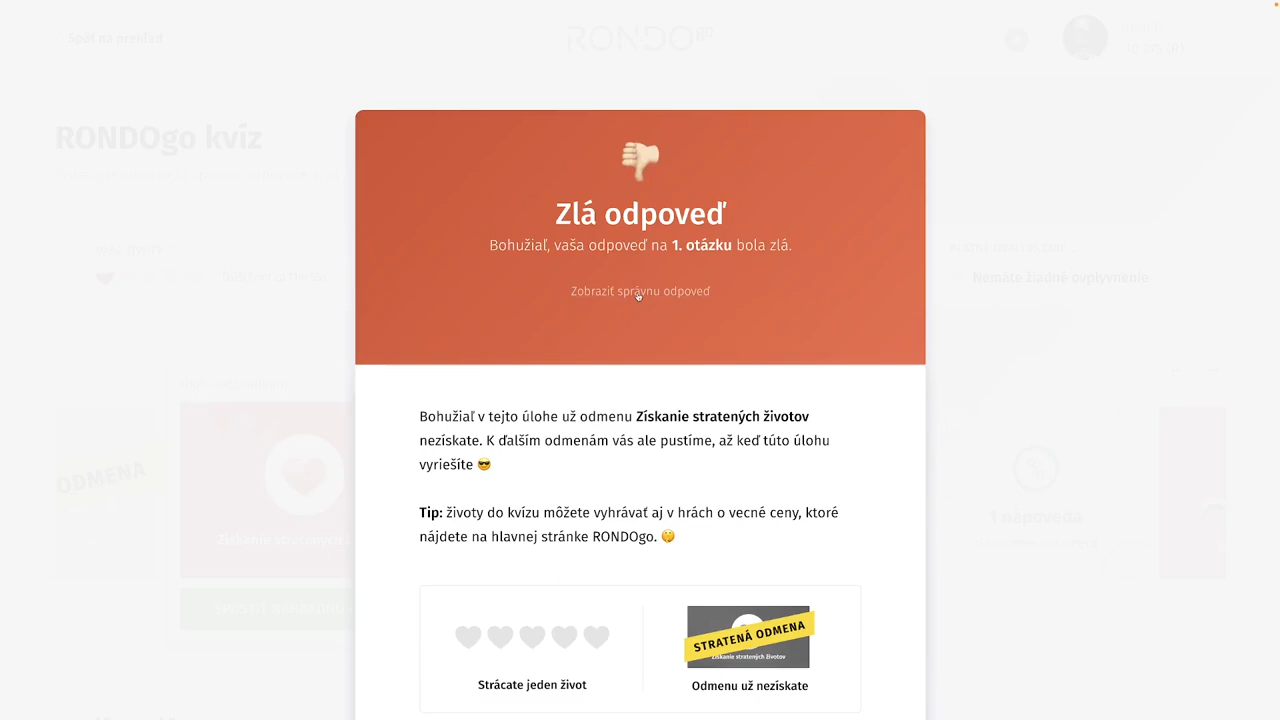 Späť na prehľad
RONDOgo
RONDOgo kvíz
Zlá odpoveď
Bohužiaľ, vaša odpoveď na 1. otázku bola zlá.
Zobraziť správnu odpoveď
Nemáte žiadne ovplyvnenie
Bohužiaľ v tejto úlohe už odmenu Získanie stratených životov
nezískate. K ďalším odmenám vás ale pustíme, až keď túto úlohu
vyriešíte 😎
ODMENA
1 nápoveda
Tip: životy do kvízu môžete vyhrávať aj v hrách o vecné ceny, ktoré
nájdete na hlavnej stránke RONDOgo. 🤫
STRATENÁ ODMENA
Získanie stratených životov
Strácate jeden život
Odmenu už nezískate